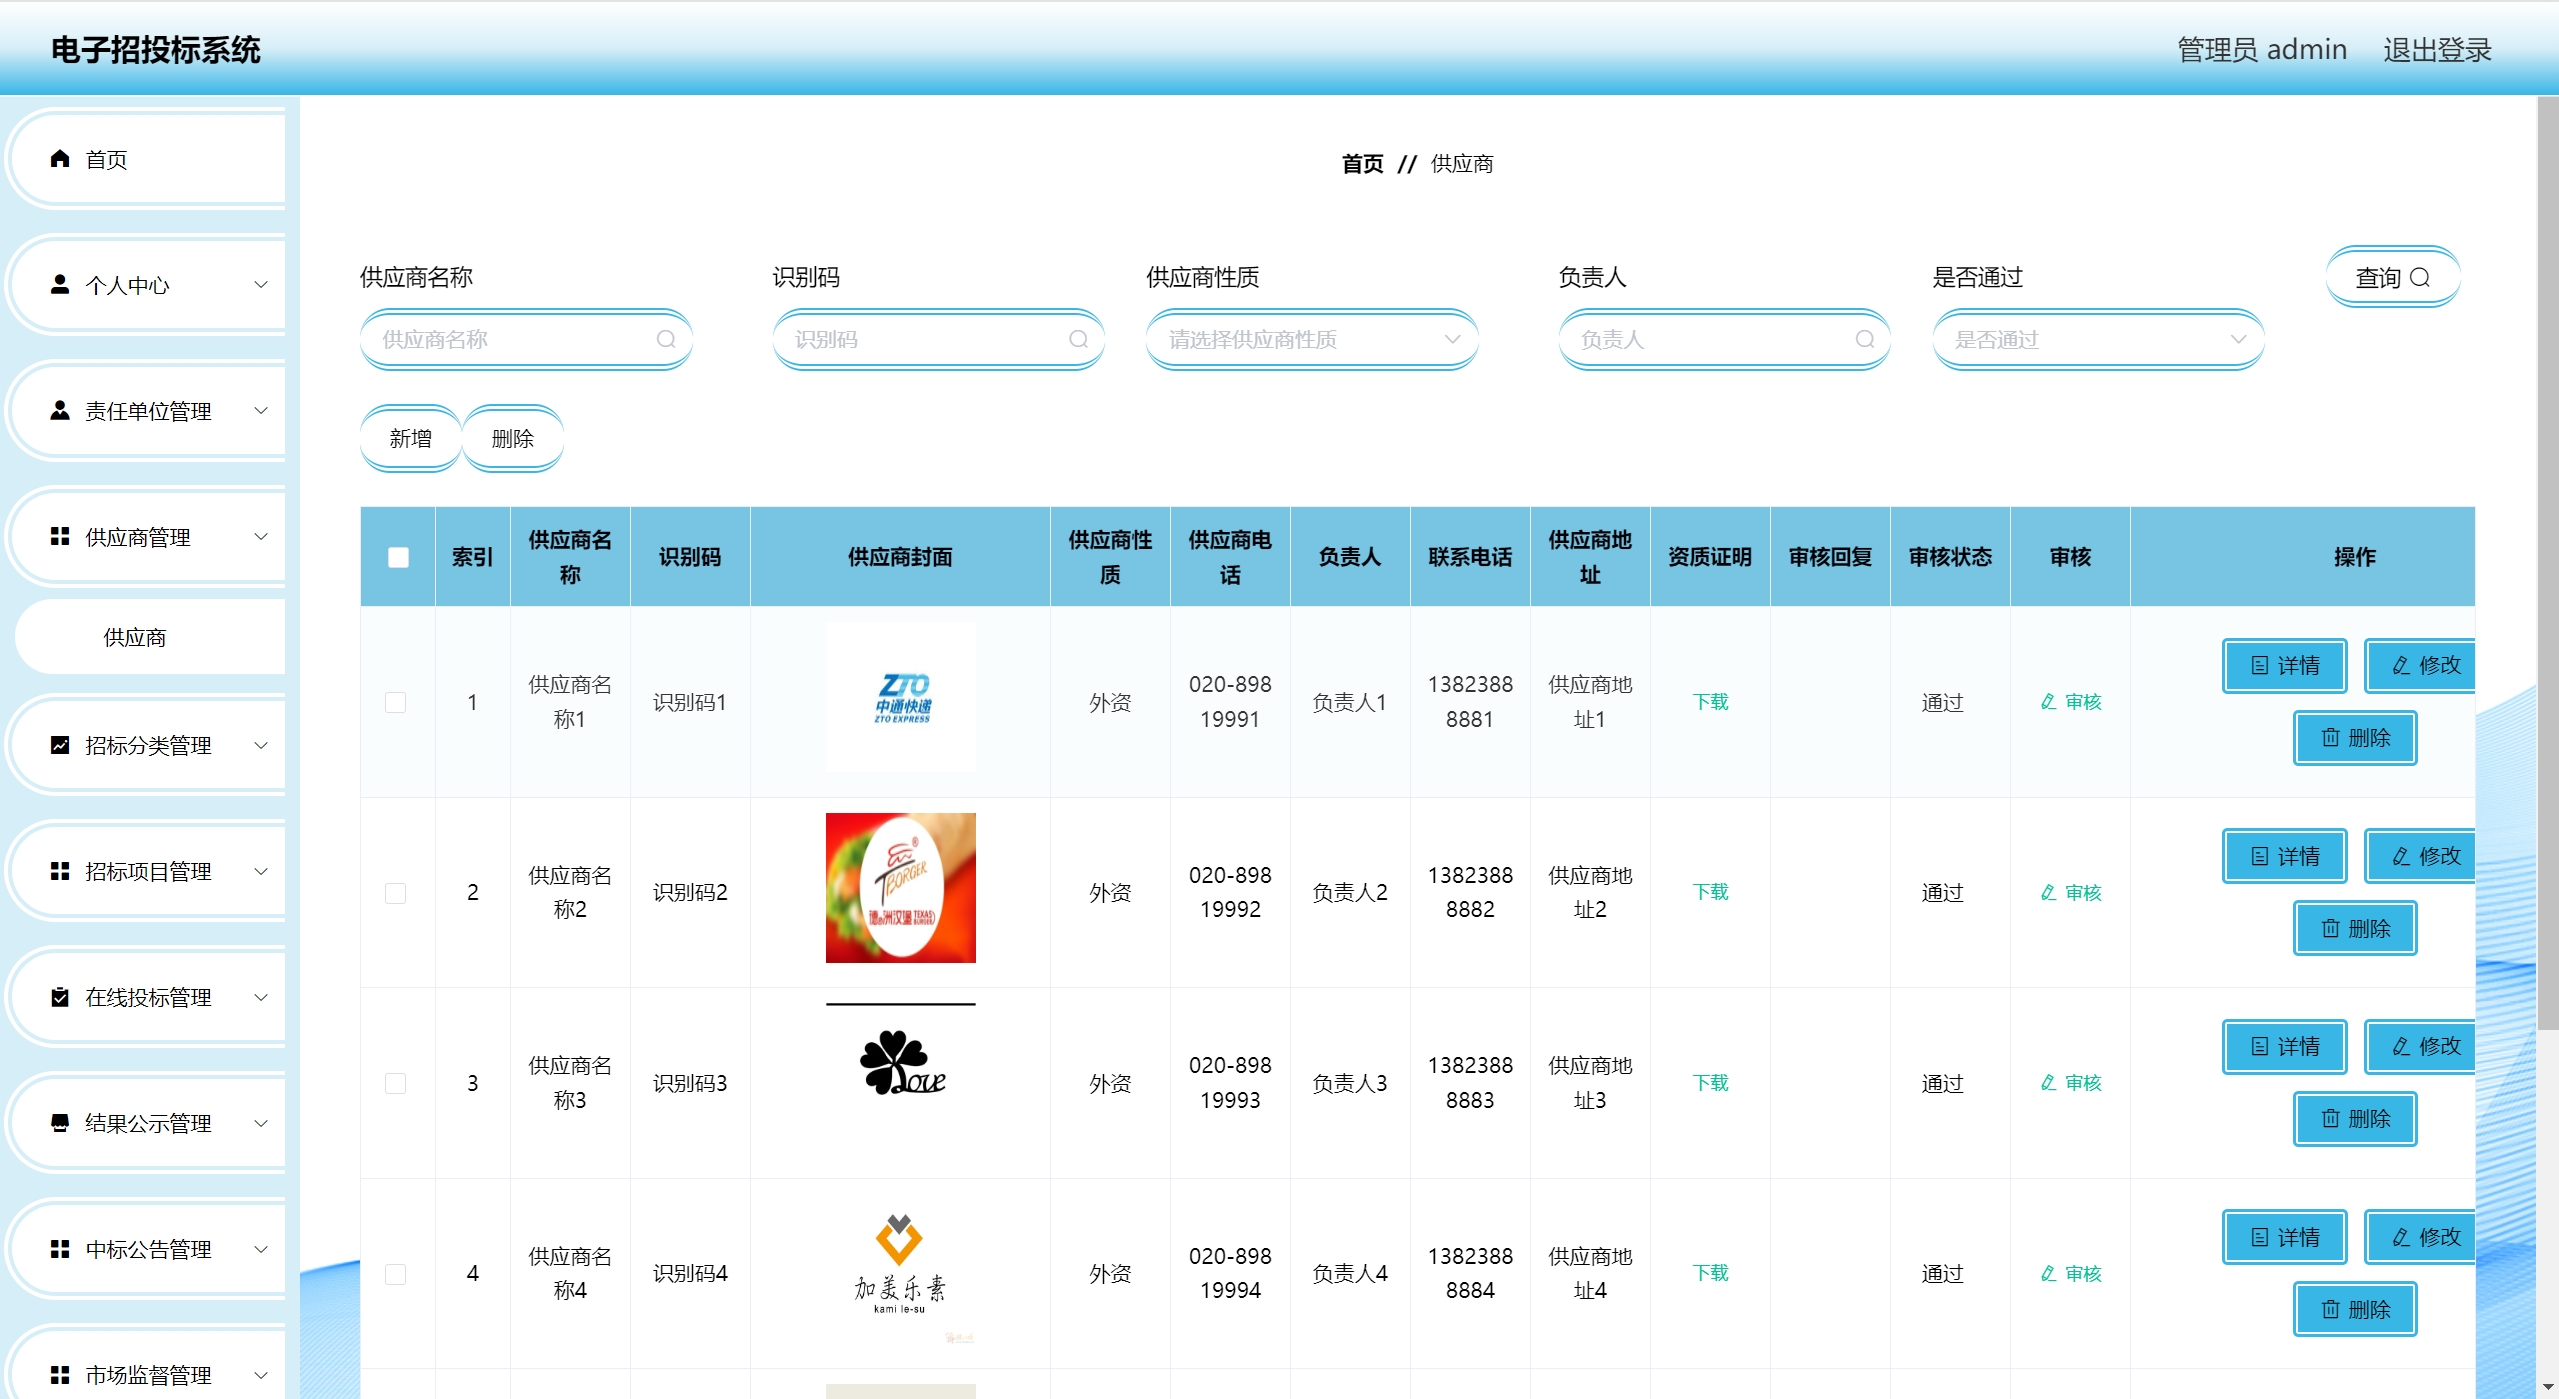 电子招投标系统
管理员 admin 退出登录
首页
个人中心
责任单位管理
供应商管理
供应商
招标分类管理
招标项目管理
在线投标管理
结果公示管理
中标公告管理
市场监督管理
首页 // 供应商
供应商名称 识别码 供应商性质 负责人 是否通过 查询
供应商名称 识别码 请选择供应商性质 负责人 是否通过
新增 删除
索引 供应商名称 识别码 供应商封面 供应商性质 供应商电话 负责人 联系电话 供应商地址 资质证明 审核回复 审核状态 审核 操作
1 供应商名称1 识别码1 ZTO 中通快递 ZTO EXPRESS 外资 020-89819991 负责人1 13823888881 供应商地址1 下载 通过 审核 详情 修改 删除
2 供应商名称2 识别码2 TBORGER 洲汉堡 TEXAS BURGER 外资 020-89819992 负责人2 13823888882 供应商地址2 下载 通过 审核 详情 修改 删除
3 供应商名称3 识别码3 Love 外资 020-89819993 负责人3 13823888883 供应商地址3 下载 通过 审核 详情 修改 删除
4 供应商名称4 识别码4 加美乐素 kami le-su 外资 020-89819994 负责人4 13823888884 供应商地址4 下载 通过 审核 详情 修改 删除